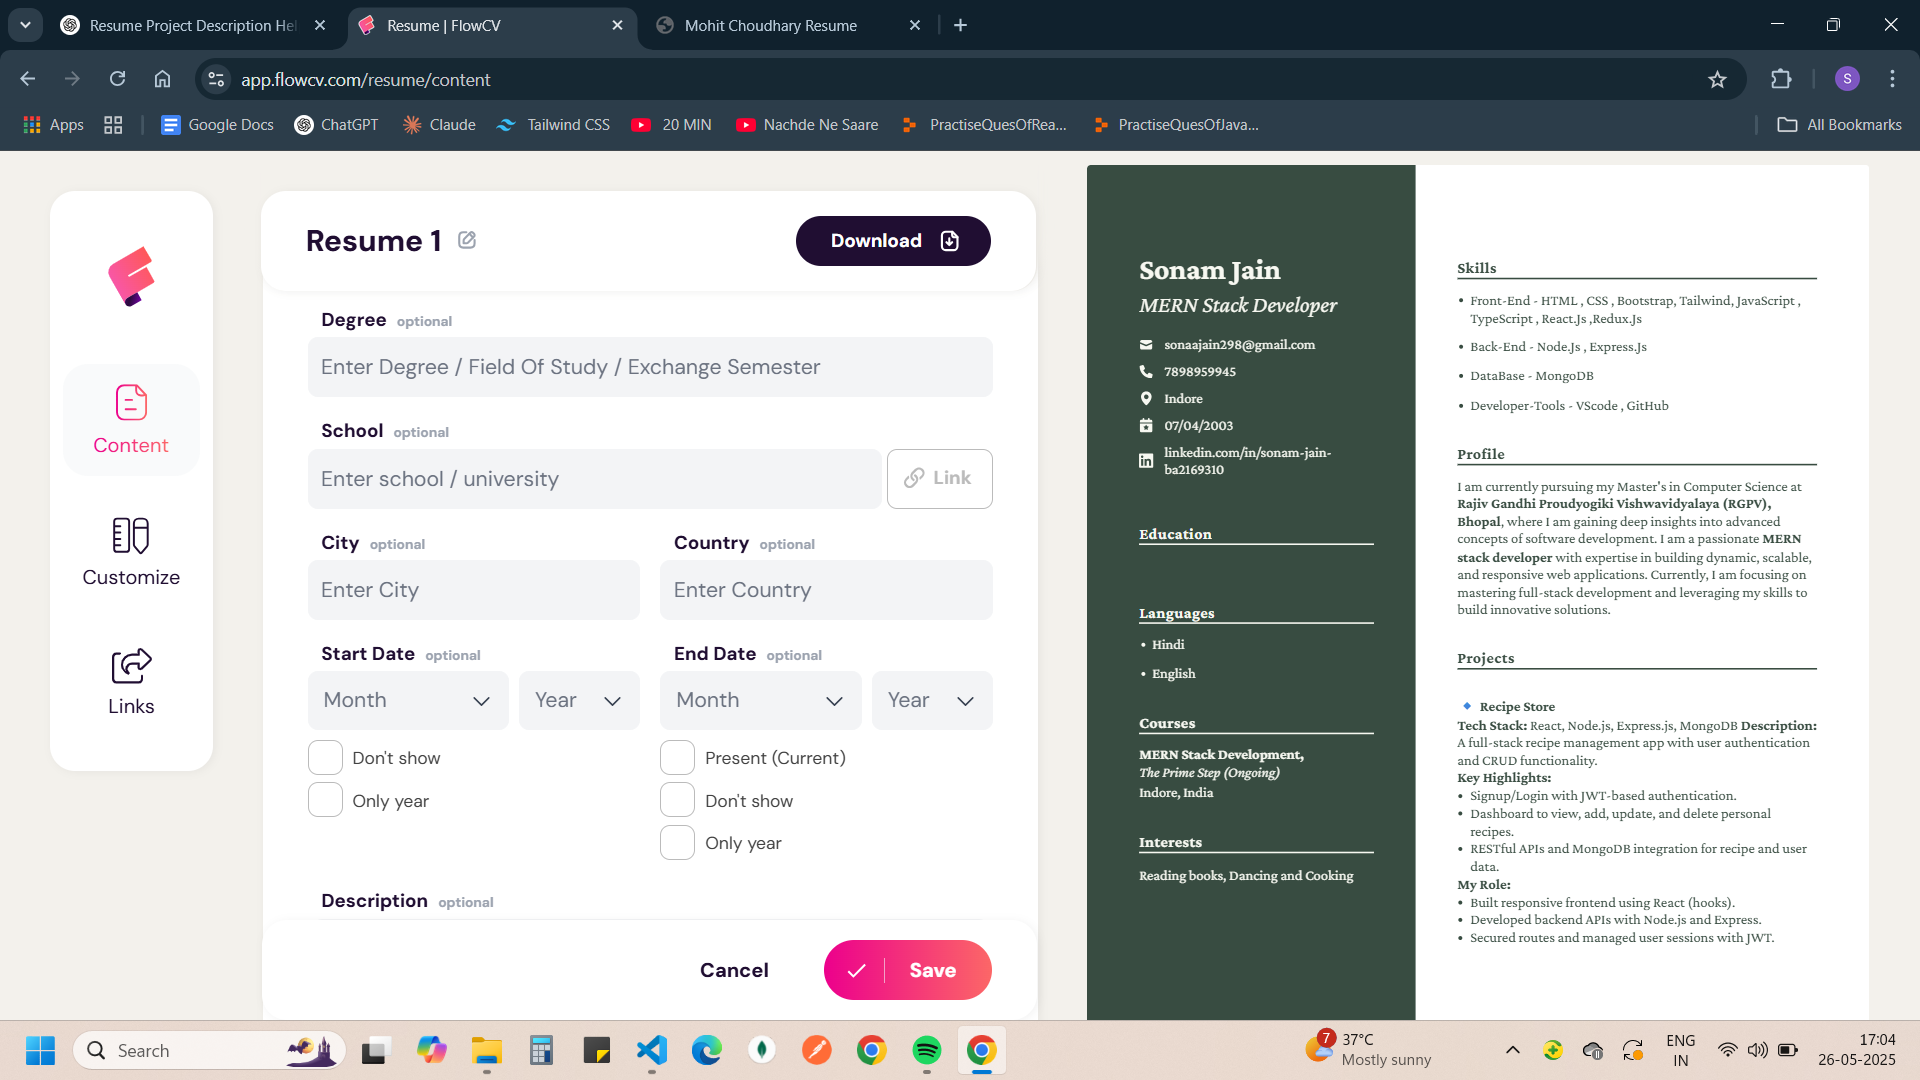 Resume Project Description Hel
Resume | FlowCV
Mohit Choudhary Resume
app.flowcv.com/resume/content
S
Apps
Google Docs
ChatGPT
Claude
Tailwind CSS
20 MIN
Nachde Ne Saare
PractiseQuesOfRea...
PractiseQuesOfJava...
All Bookmarks
Content
Customize
Links
Resume 1
Download
Degree optional
Enter Degree / Field Of Study / Exchange Semester
School optional
Enter school / university
Link
City optional
Country optional
Enter City
Enter Country
Start Date optional
End Date optional
Month
Year
Month
Year
Don't show
Present (Current)
Only year
Don't show
Only year
Description optional
Cancel
Save
Sonam Jain
MERN Stack Developer
sonaajain298@gmail.com
7898959945
Indore
07/04/2003
linkedin.com/in/sonam-jain-
ba2169310
Education
Languages
• Hindi
• English
Courses
MERN Stack Development,
The Prime Step (Ongoing)
Indore, India
Interests
Reading books, Dancing and Cooking
Skills
• Front-End - HTML , CSS , Bootstrap, Tailwind, JavaScript ,
TypeScript , React.Js ,Redux.Js
• Back-End - Node.Js , Express.Js
• DataBase - MongoDB
• Developer-Tools - VScode , GitHub
Profile
I am currently pursuing my Master's in Computer Science at
Rajiv Gandhi Proudyogiki Vishwavidyalaya (RGPV),
Bhopal, where I am gaining deep insights into advanced
concepts of software development. I am a passionate MERN
stack developer with expertise in building dynamic, scalable,
and responsive web applications. Currently, I am focusing on
mastering full-stack development and leveraging my skills to
build innovative solutions.
Projects
🔹 Recipe Store
Tech Stack: React, Node.js, Express.js, MongoDB Description:
A full-stack recipe management app with user authentication
and CRUD functionality.
Key Highlights:
• Signup/Login with JWT-based authentication.
• Dashboard to view, add, update, and delete personal
recipes.
• RESTful APIs and MongoDB integration for recipe and user
data.
My Role:
• Built responsive frontend using React (hooks).
• Developed backend APIs with Node.js and Express.
• Secured routes and managed user sessions with JWT.
Search
7
37°C
Mostly sunny
ENG
IN
17:04
26-05-2025